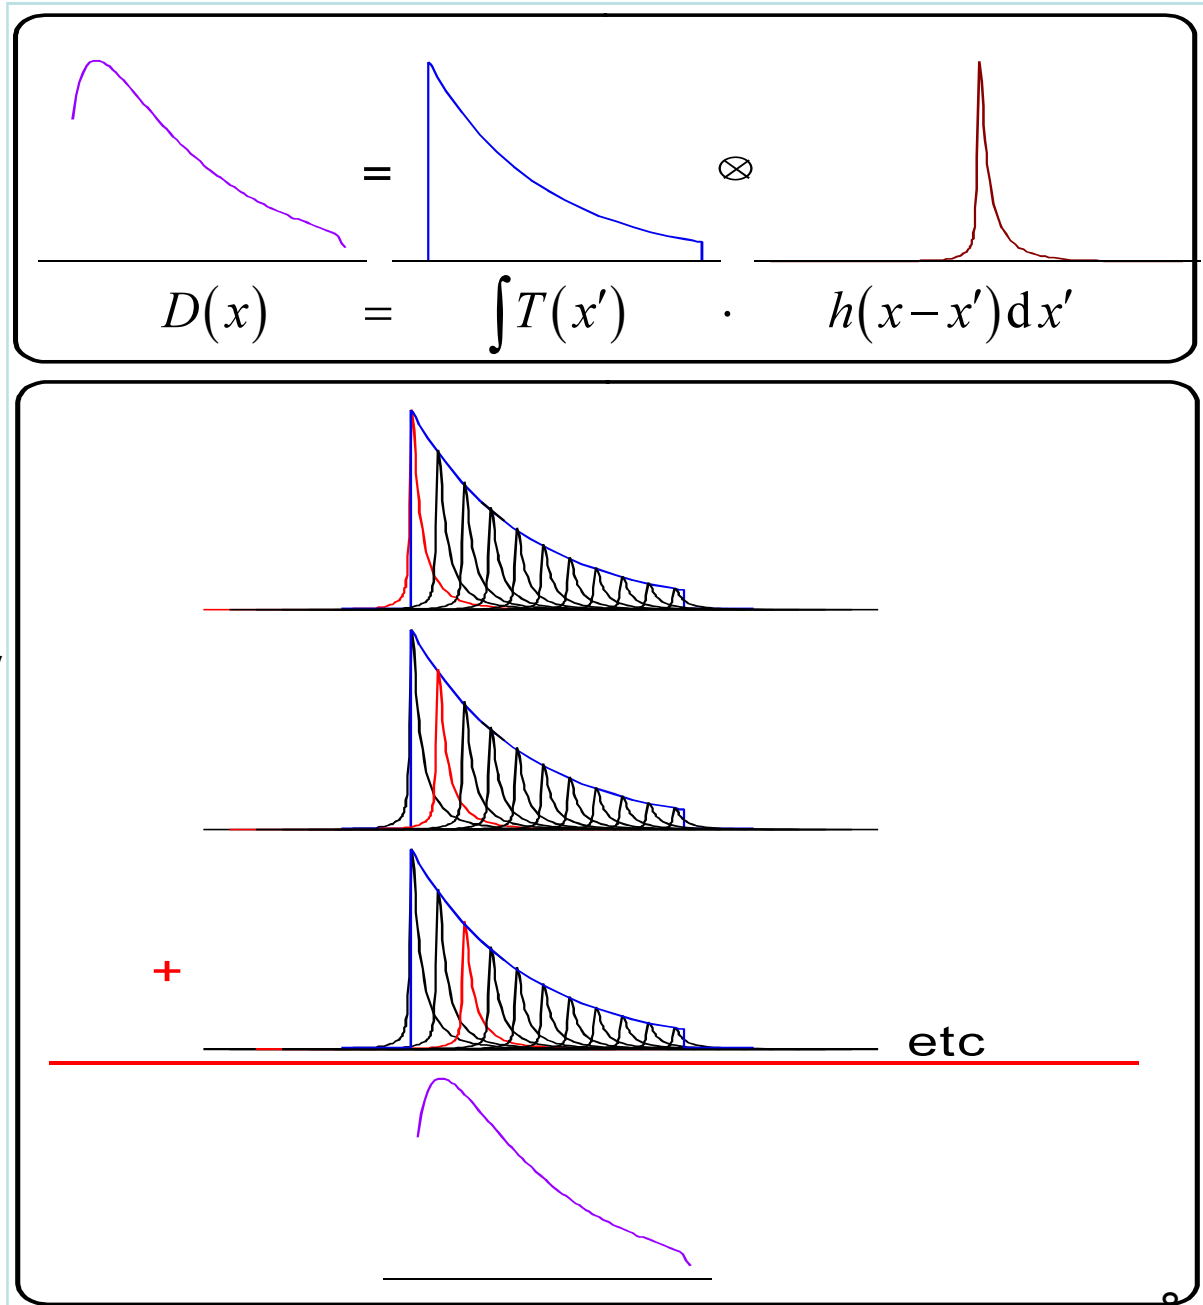 = ⊗
D(x) = ∫T(x′) · h(x−x′)dx′
+
etc